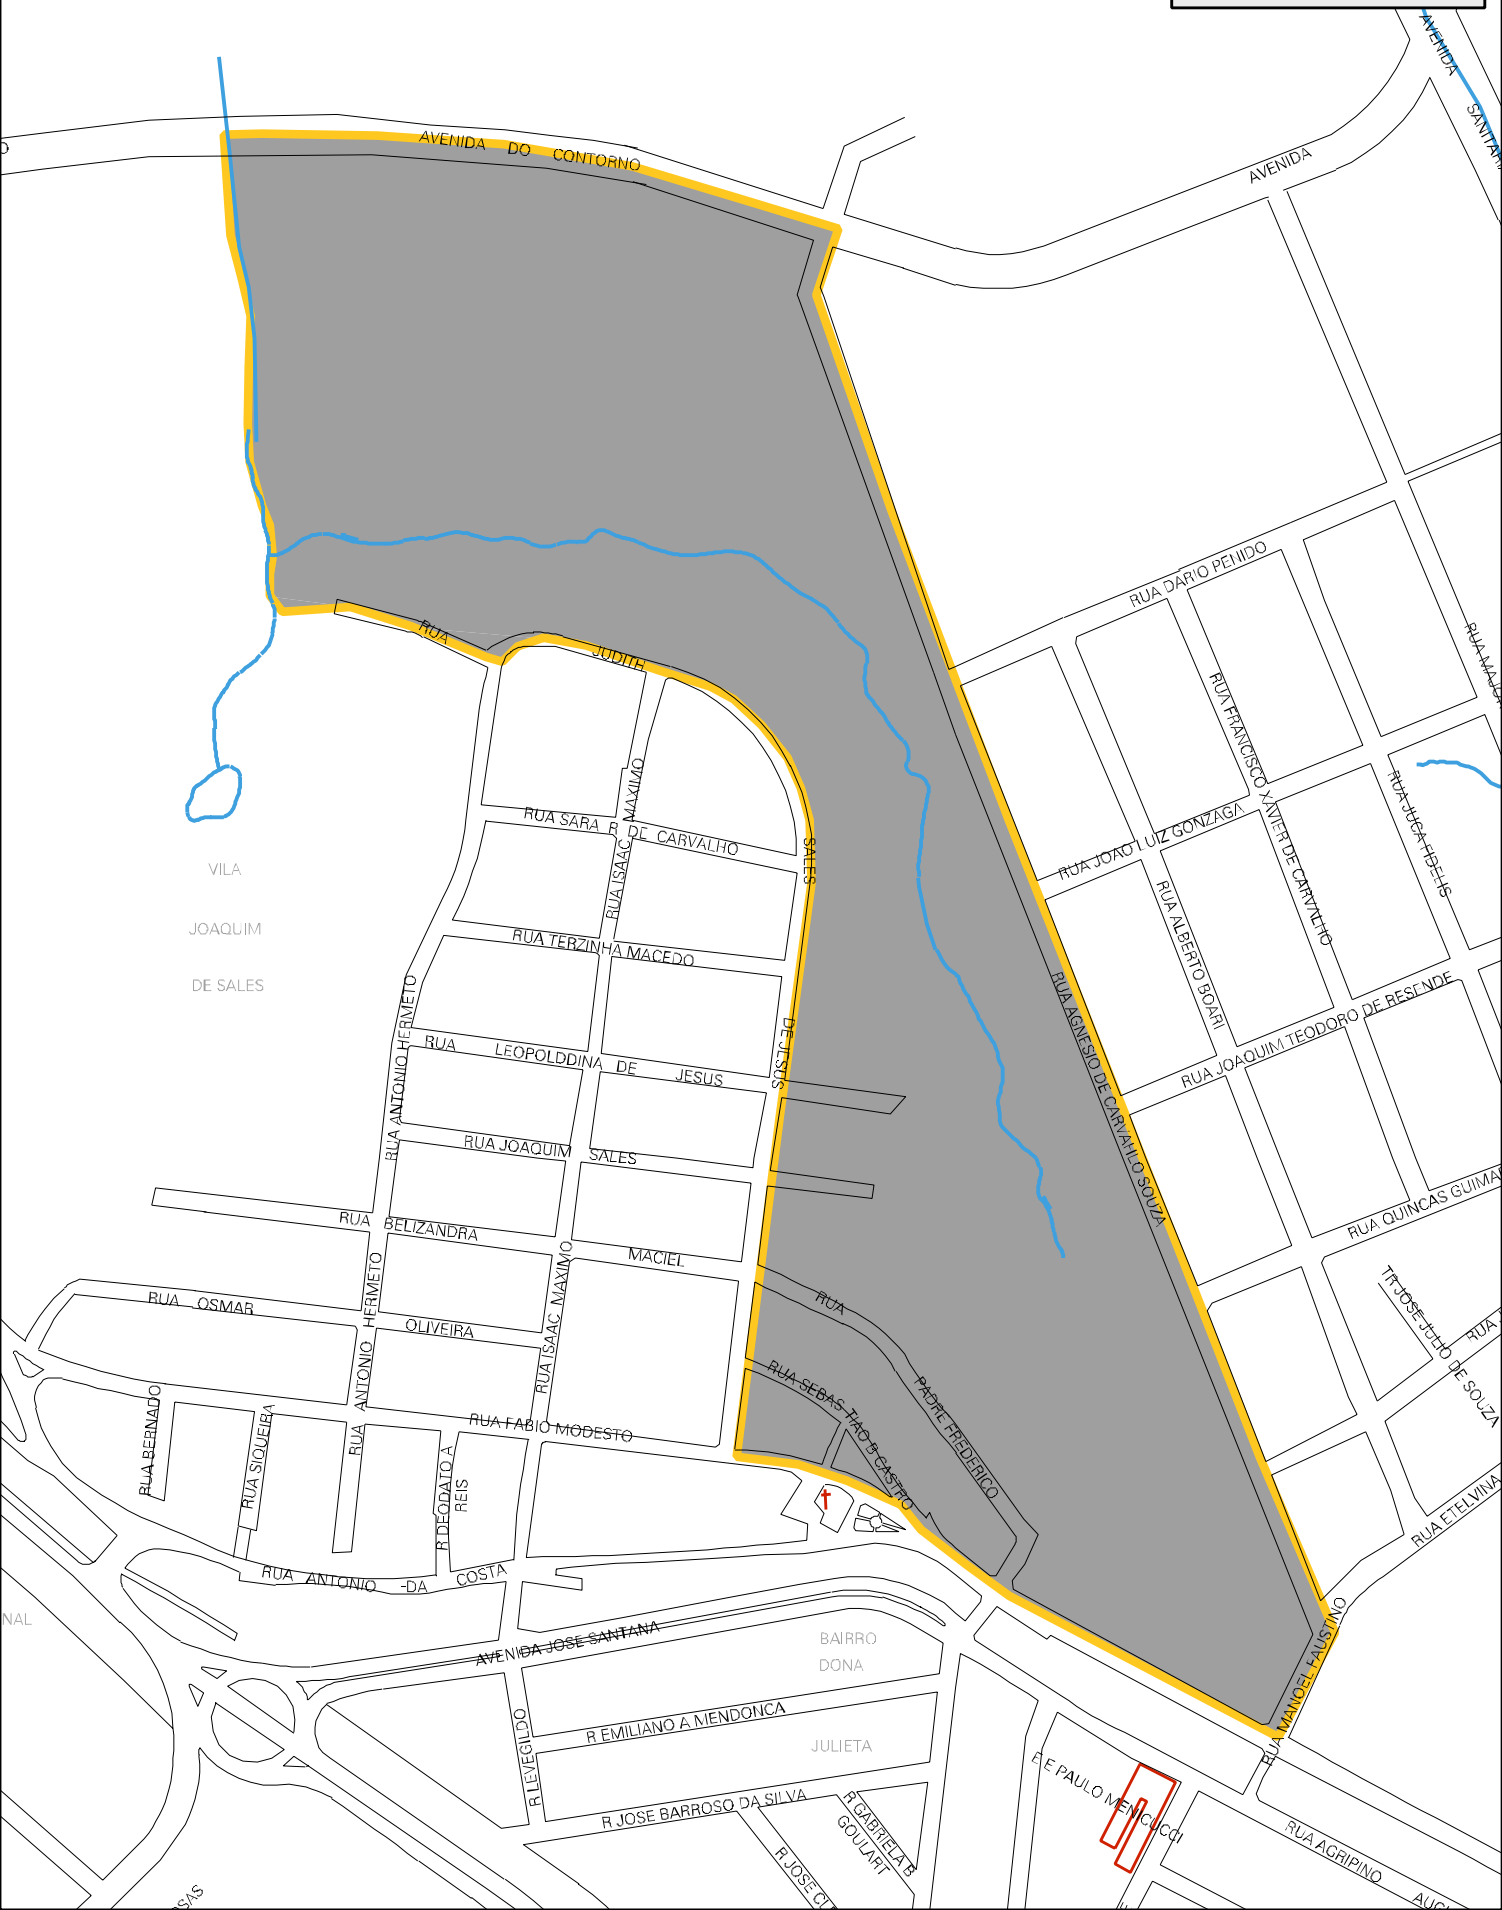 AVENIDA
SANITARIA
AVENIDA DO CONTORNO
AVENIDA
RUA DARIO PENIDO
RUA JUDITH SALES DE JESUS
RUA FRANCISCO XAVIER DE CARVALHO
RUA JUCA FIDELIS
RUA JOAO LUIZ GONZAGA
RUA ALBERTO BOARI
RUA SARA R DE CARVALHO
RUA ISAAC MAXIMO
VILA
JOAQUIM
DE SALES
RUA TERZINHA MACEDO
RUA ANTONIO HERMETO
RUA LEOPOLDDINA DE JESUS
RUA AGNESIO DE CARVAHLO SOUZA
RUA JOAQUIM TEODORO DE RESENDE
RUA JOAQUIM SALES
RUA BELIZANDRA MACIEL
RUA QUINCAS GUIMA
RUA OSMAR OLIVEIRA
RUA ANTONIO HERMETO
RUA ISAAC MAXIMO
TR JOSE JULIO DE SOUZA
RUA
RUA PADRE FREDERICO
RUA SEBASTIAO B CASTRO
RUA BERNADO
RUA SIQUEIRA
RUA FABIO MODESTO
R DEODATO A
REIS
RUA ETELVINA
RUA ANTONIO -DA COSTA
NAL
AVENIDA JOSE SANTANA
BAIRRO
DONA
JULIETA
RUA MANOEL FAUSTINO
R EMILIANO A MENDONCA
R LEVEGILDO
E E PAULO MENICUCCI
R JOSE BARROSO DA SILVA
R GABRIELA B
GOULART
R JOSE CL
RUA AGRIPINO
SAS